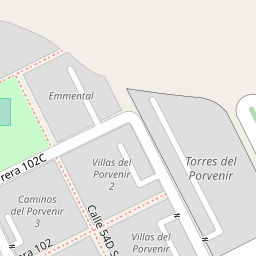 Emmental
Villas del
Porvenir
2
Torres del
Porvenir
rera 102C
Caminos
del Porvenir
3
Calle 54D S
Villas del
Porvenir
102